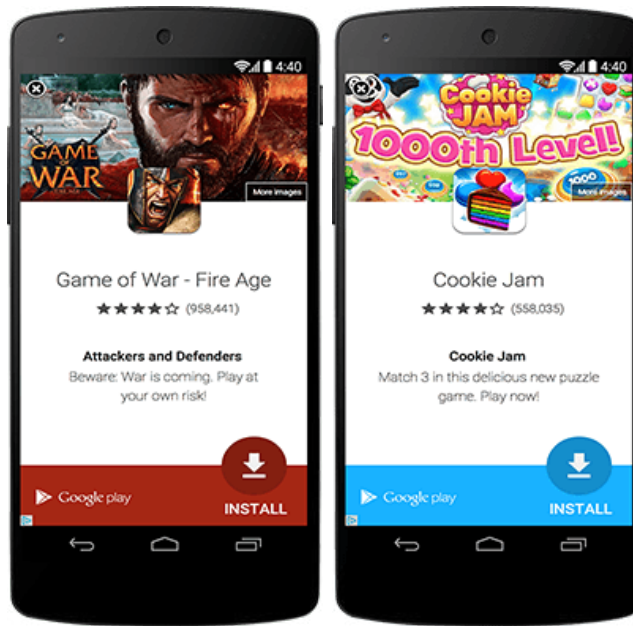 4:40
GAME
OF
WAR
More images
Game of War - Fire Age
(958,441)
Attackers and Defenders
Beware: War is coming. Play at
your own risk!
Google play
INSTALL
4:40
Cookie
JAM
1000th Level!
1000
More images
Cookie Jam
(558,035)
Cookie Jam
Match 3 in this delicious new puzzle
game. Play now!
Google play
INSTALL